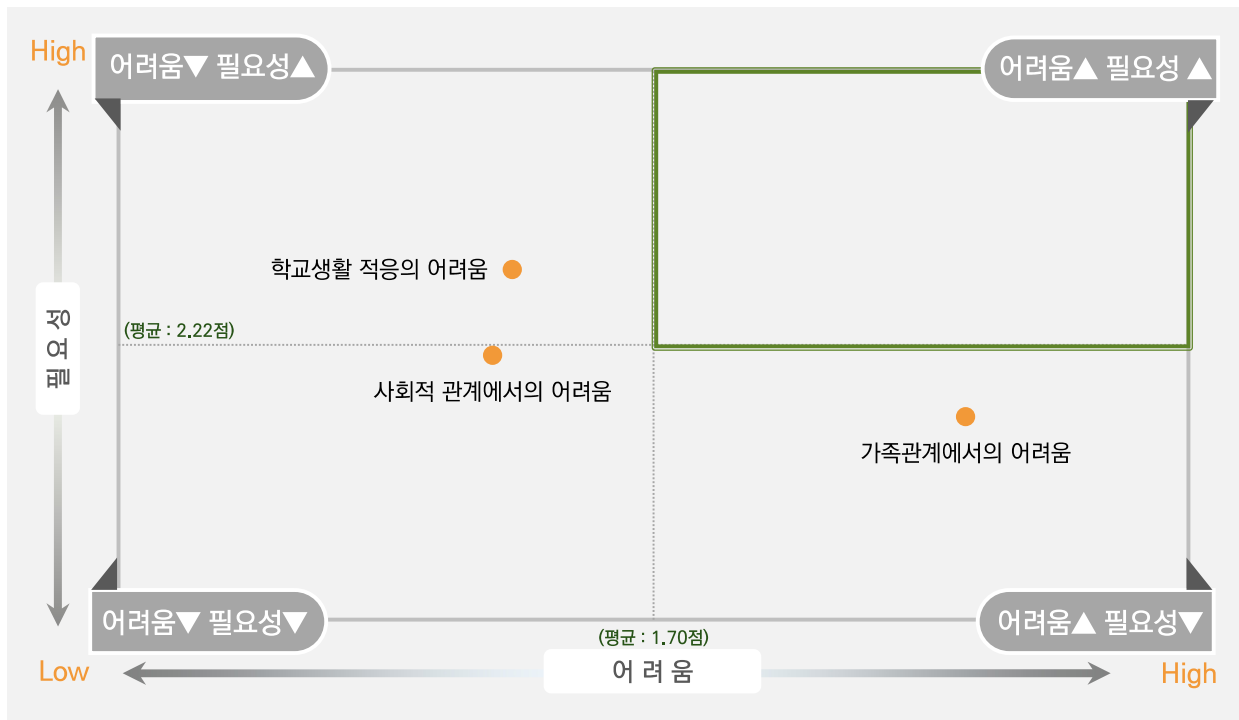 High
어려움▼ 필요성▲
어려움▲ 필요성 ▲
학교생활 적응의 어려움
(평균 : 2.22점)
필요성
사회적 관계에서의 어려움
가족관계에서의 어려움
어려움▼ 필요성▼
어려움▲ 필요성▼
(평균 : 1.70점)
Low
어 려 움
High